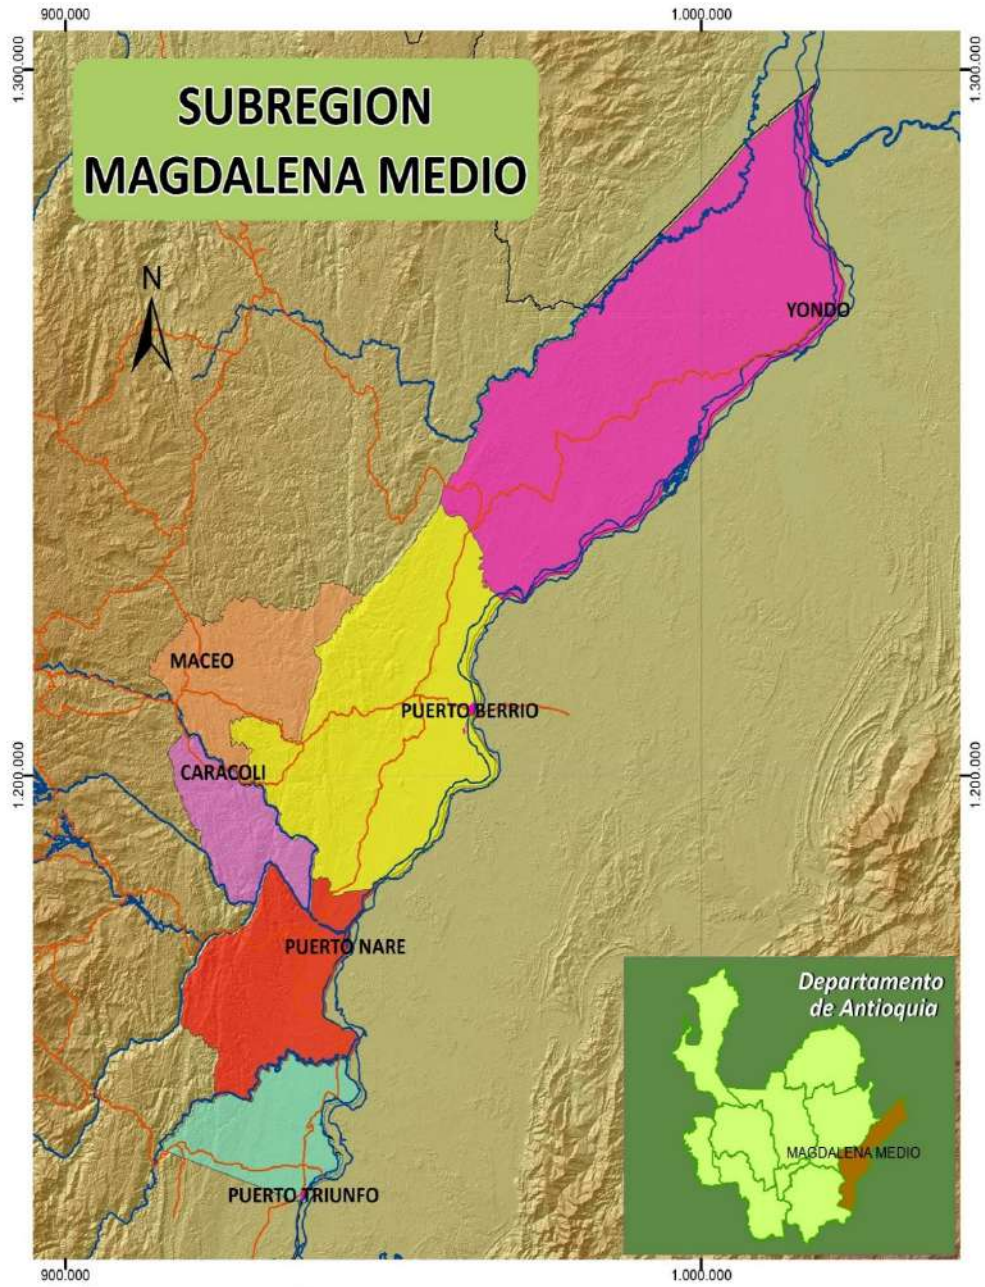 900.000
1.000.000
1.300.000
1.300.000
SUBREGION
MAGDALENA MEDIO
N
YONDO
MACEO
PUERTO BERRIO
CARACOLI
1.200.000
1.200.000
PUERTO NARE
Departamento
de Antioquia
MAGDALENA MEDIO
PUERTO TRIUNFO
900.000
1.000.000